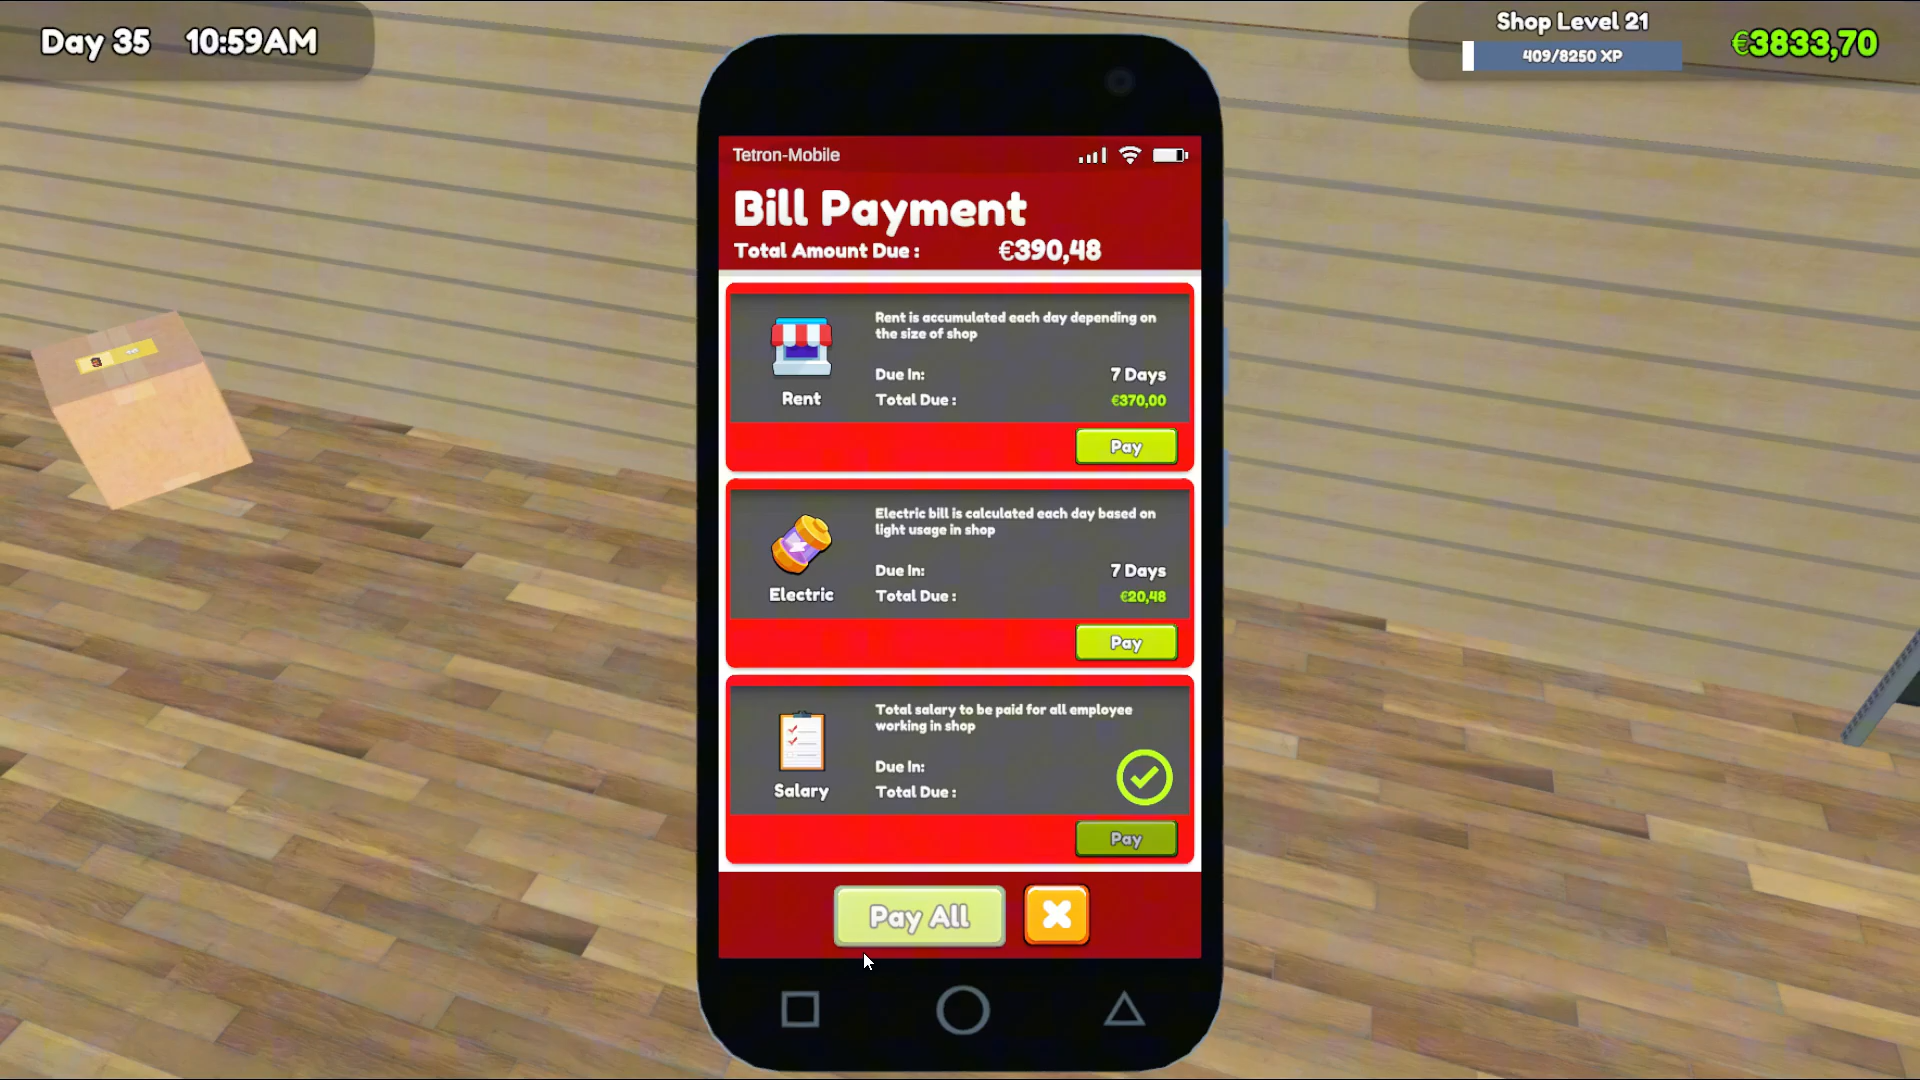 Day 35 10:59AM
Shop Level 21
409/8250 XP
€3833,70
Tetron-Mobile
Bill Payment
Total Amount Due : €390,48
Rent is accumulated each day depending on
the size of shop
Due In: 7 Days
Total Due : €370,00
Rent
Pay
Electric bill is calculated each day based on
light usage in shop
Due In: 7 Days
Total Due : €20,48
Electric
Pay
Total salary to be paid for all employee
working in shop
Due In:
Total Due :
Salary
Pay
Pay All